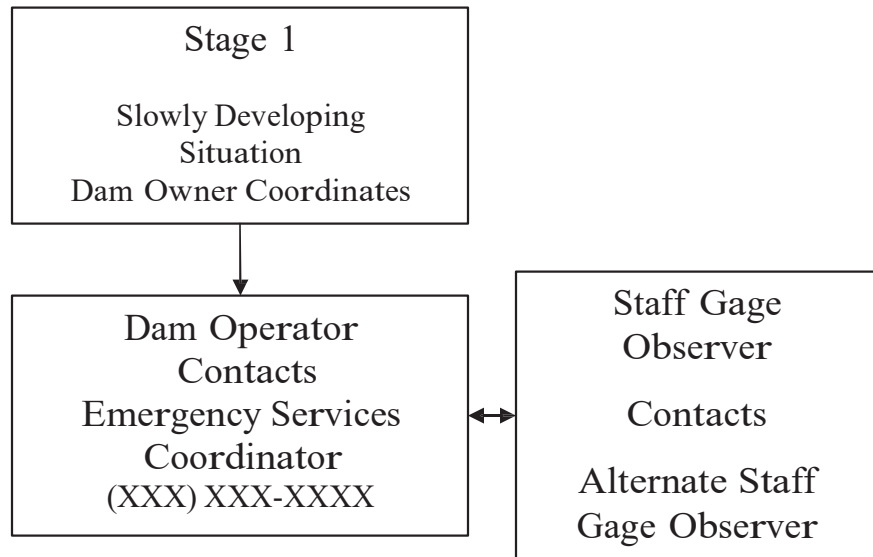 Stage 1
Slowly Developing
Situation
Dam Owner Coordinates
Dam Operator
Contacts
Emergency Services
Coordinator
(XXX) XXX-XXXX
Staff Gage
Observer
Contacts
Alternate Staff
Gage Observer